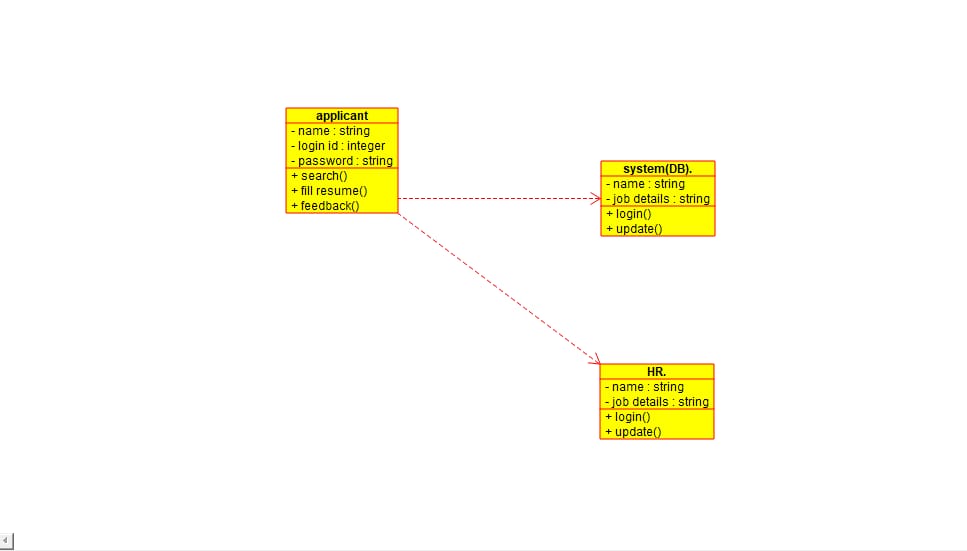 applicant
- name : string
- login id : integer
- password : string
+ search()
+ fill resume()
+ feedback()
system(DB).
- name : string
- job details : string
+ login()
+ update()
HR.
- name : string
- job details : string
+ login()
+ update()